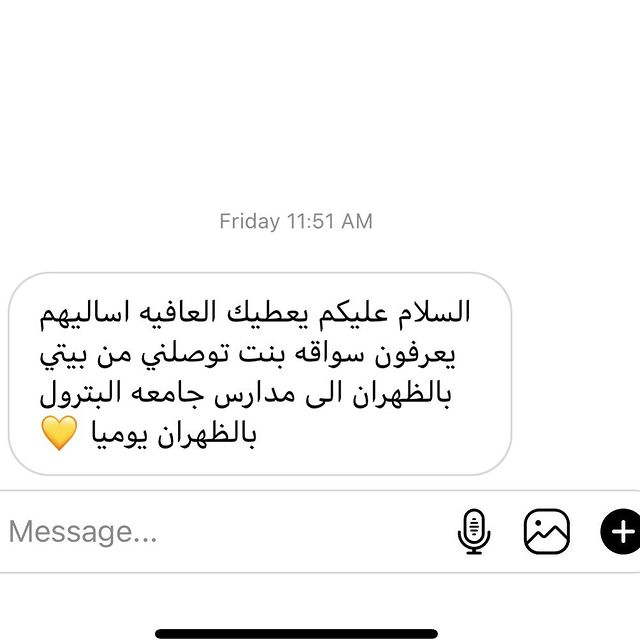 Friday 11:51 AM
السلام عليكم يعطيك العافيه اساليهم
يعرفون سواقه بنت توصلني من بيتي
بالظهران الى مدارس جامعه البترول
بالظهران يوميا 💛
Message...